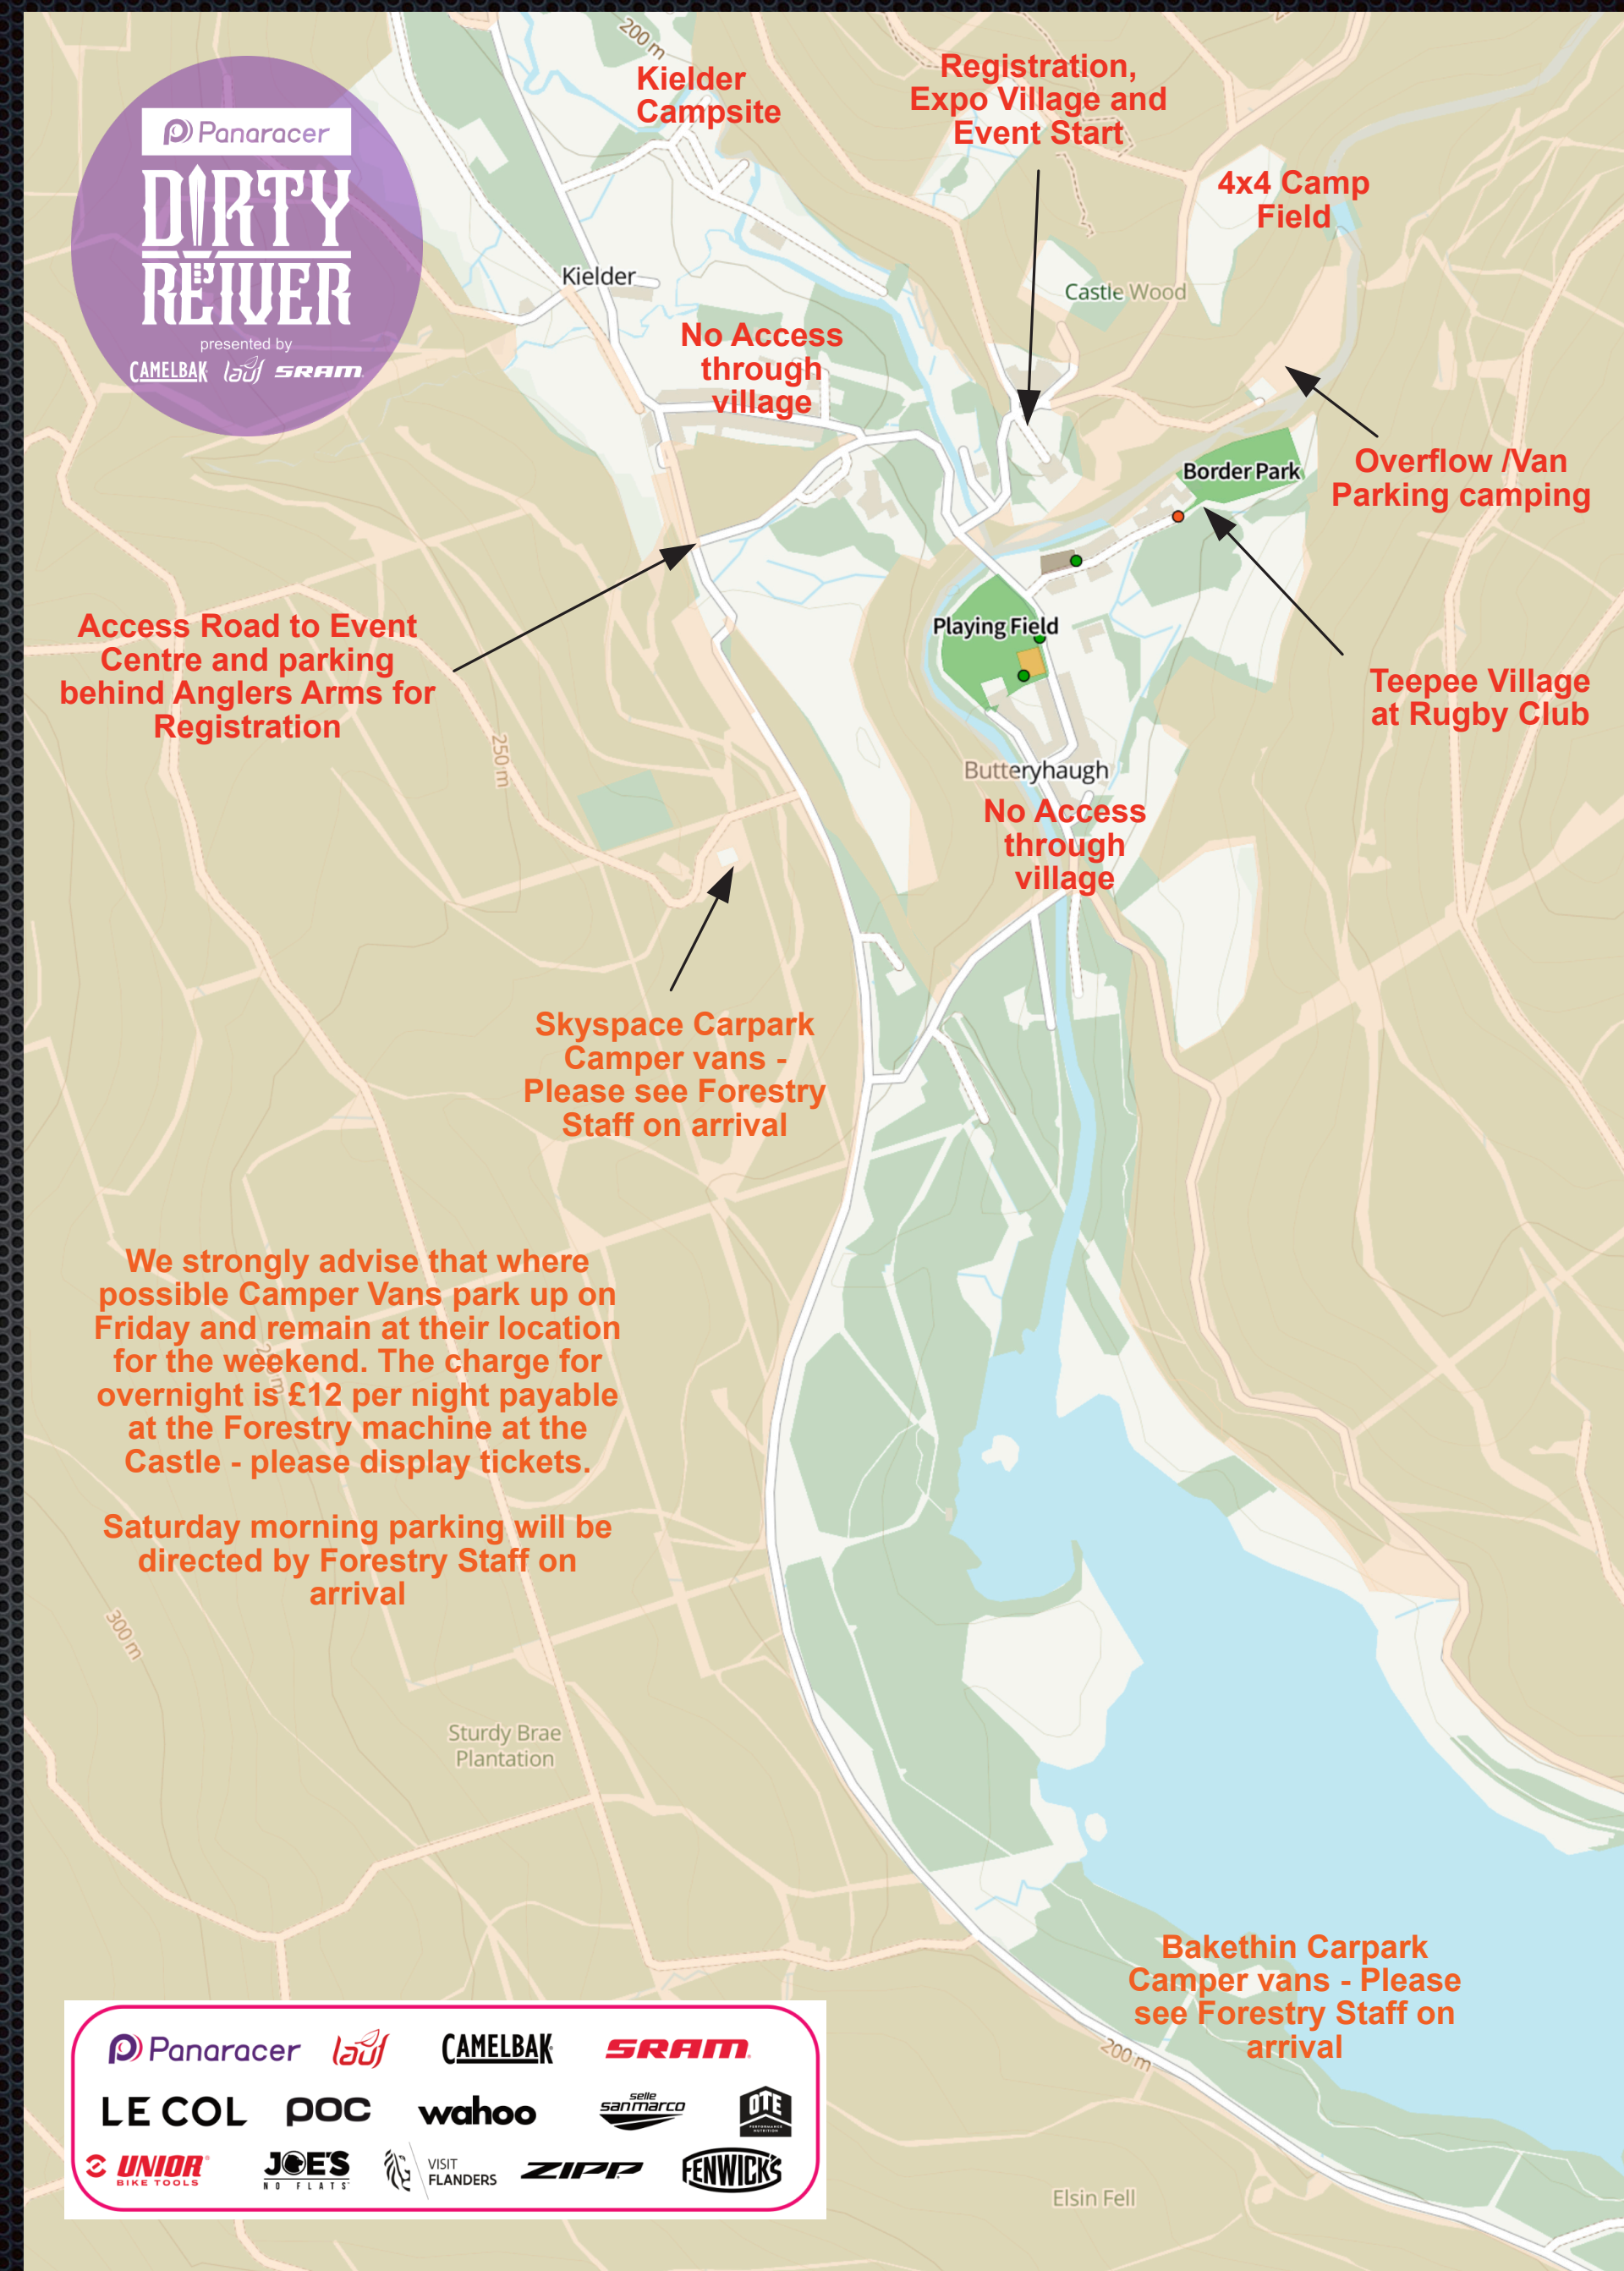 Panaracer
DIRTY
REIVER
presented by
CAMELBAK lauf SRAM
200 m
Kielder
Campsite
Registration,
Expo Village and
Event Start
4x4 Camp
Field
Kielder
Castle Wood
No Access
through
village
Border Park
Overflow /Van
Parking camping
Access Road to Event
Centre and parking
behind Anglers Arms for
Registration
Playing Field
Teepee Village
at Rugby Club
250 m
Butteryhaugh
No Access
through
village
Skyspace Carpark
Camper vans -
Please see Forestry
Staff on arrival
We strongly advise that where
possible Camper Vans park up on
Friday and remain at their location
for the weekend. The charge for
overnight is £12 per night payable
at the Forestry machine at the
Castle - please display tickets.
Saturday morning parking will be
directed by Forestry Staff on
arrival
300 m
Sturdy Brae
Plantation
Bakethin Carpark
Camper vans - Please
see Forestry Staff on
arrival
200 m
Elsin Fell
Panaracer lauf CAMELBAK SRAM
LE COL POC wahoo selle sanmarco OTE PERFORMANCE NUTRITION
UNIOR BIKE TOOLS JOE'S NO FLATS VISIT FLANDERS ZIPP FENWICK'S